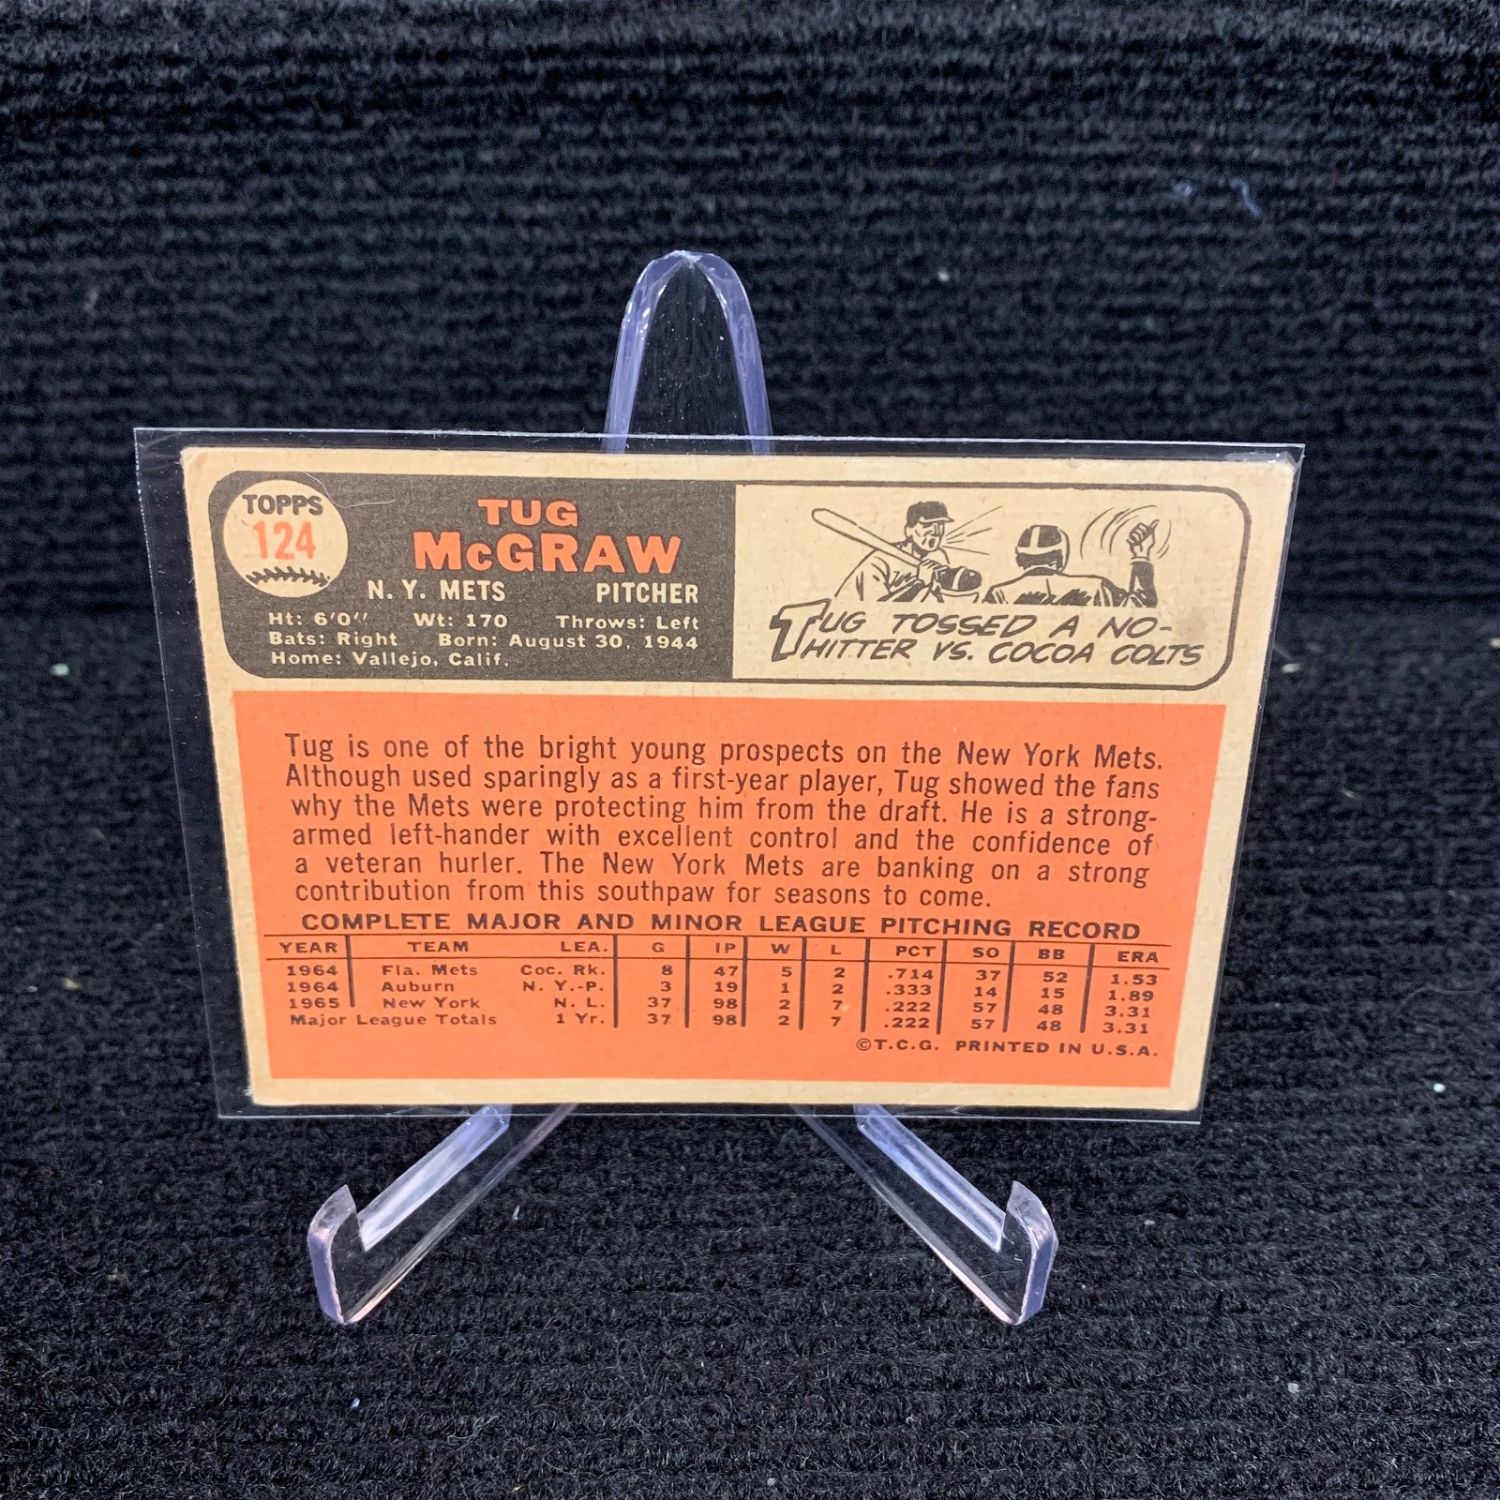 TOPPS
124
TUG
McGRAW
N. Y. METS PITCHER
Ht: 6'0" Wt: 170 Throws: Left
Bats: Right Born: August 30, 1944
Home: Vallejo, Calif.
TUG TOSSED A NO-
HITTER VS. COCOA COLTS
Tug is one of the bright young prospects on the New York Mets.
Although used sparingly as a first-year player, Tug showed the fans
why the Mets were protecting him from the draft. He is a strong-
armed left-hander with excellent control and the confidence of
a veteran hurler. The New York Mets are banking on a strong
contribution from this southpaw for seasons to come.
COMPLETE MAJOR AND MINOR LEAGUE PITCHING RECORD
YEAR TEAM LEA. G IP W L PCT SO BB ERA
1964 Fla. Mets Coc. Rk. 8 47 5 2 .714 37 52 1.53
1964 Auburn N. Y.-P. 3 19 1 2 .333 14 15 1.89
1965 New York N. L. 37 98 2 7 .222 57 48 3.31
Major League Totals 1 Yr. 37 98 2 7 .222 57 48 3.31
©T.C.G. PRINTED IN U.S.A.